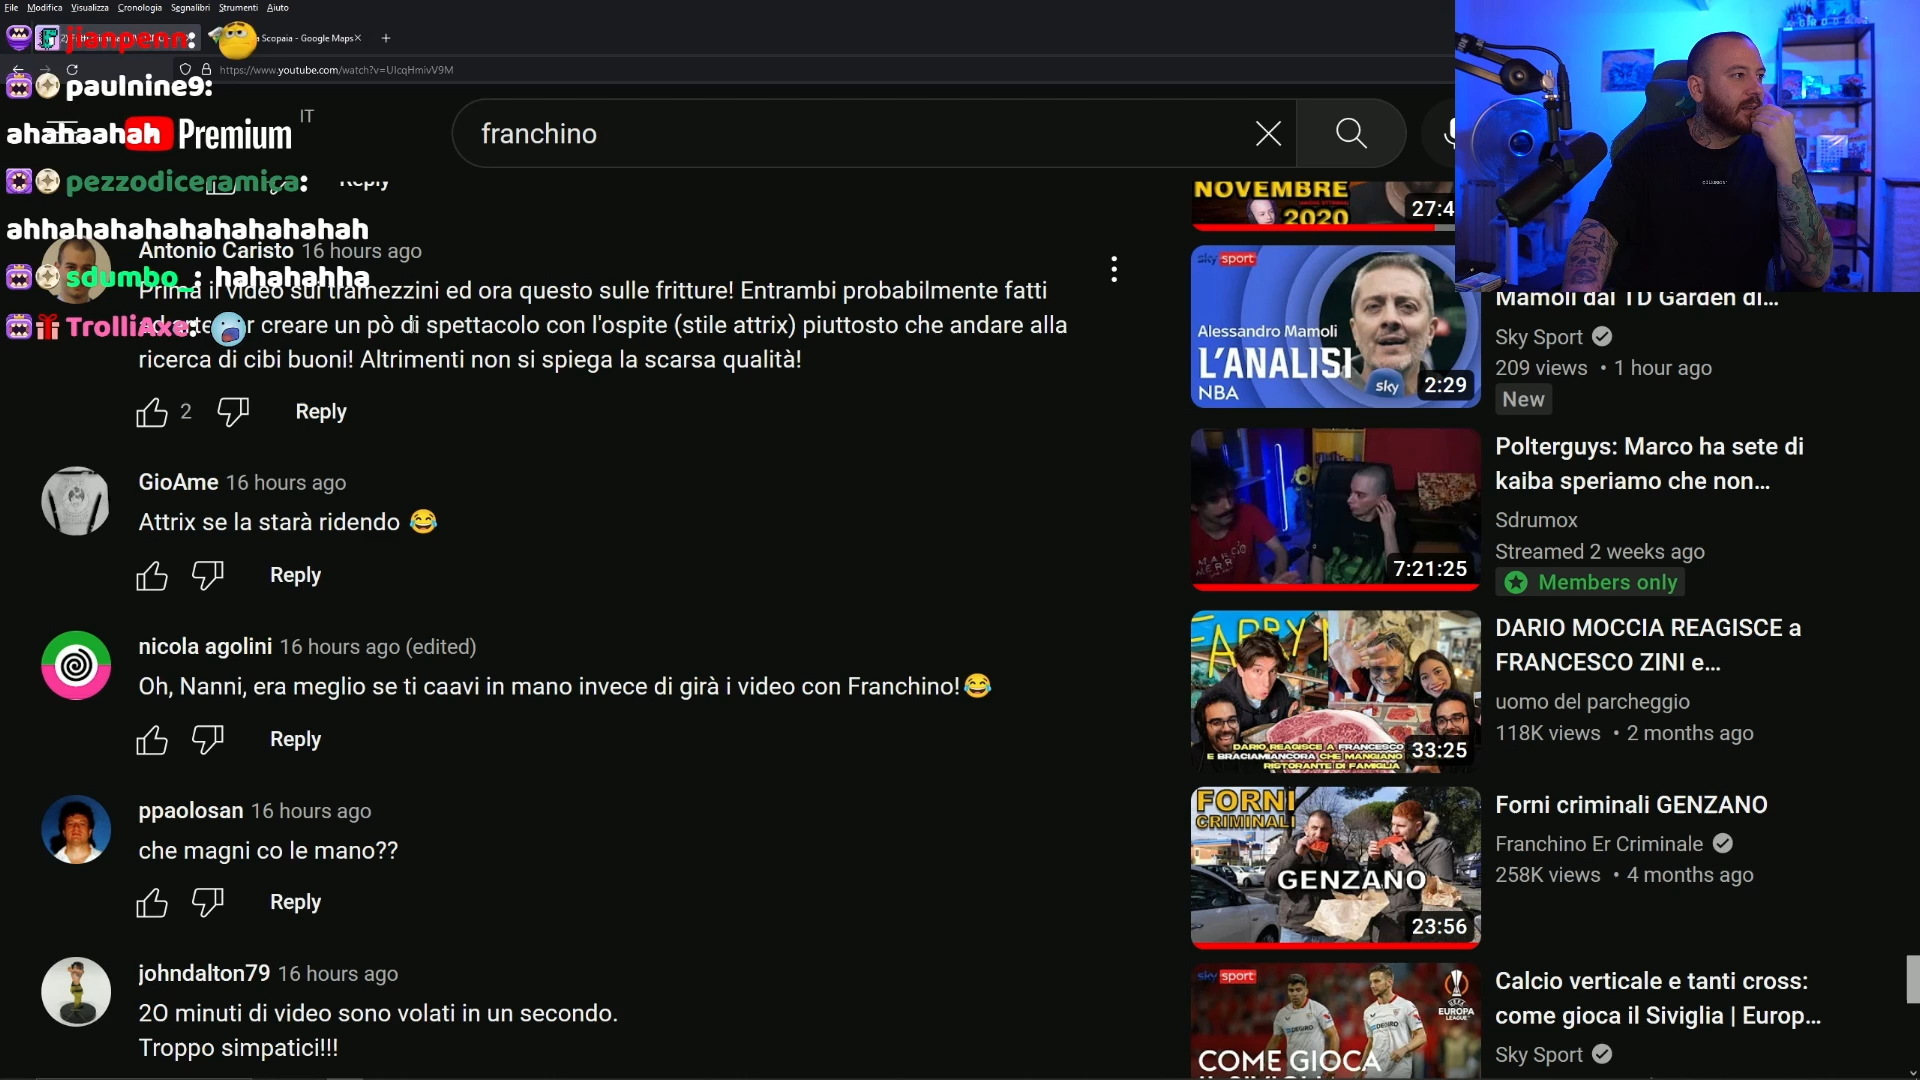 File Modifica Visualizza Cronologia Segnalibri Strumenti Aiuto
jianpenn:
Scopaia - Google Maps
https://www.youtube.com/watch?v=UlcqHmivV9M
paulnine9:
ahahaahah
Premium IT
franchino
pezzodiceramica:
Reply
ahhahahahahahahahahah
Antonio Caristo 16 hours ago
sdumbo_: hahahahha
Prima il video sui tramezzini ed ora questo sulle fritture! Entrambi probabilmente fatti
TrolliAxe:
creare un pò di spettacolo con l'ospite (stile attrix) piuttosto che andare alla
ricerca di cibi buoni! Altrimenti non si spiega la scarsa qualità!
2 Reply
GioAme 16 hours ago
Attrix se la starà ridendo 😂
Reply
nicola agolini 16 hours ago (edited)
Oh, Nanni, era meglio se ti caavi in mano invece di girà i video con Franchino!😂
Reply
ppaolosan 16 hours ago
che magni co le mano??
Reply
johndalton79 16 hours ago
2O minuti di video sono volati in un secondo.
Troppo simpatici!!!
NOVEMBRE
2020
27:4
sky sport
Alessandro Mamoli
L'ANALISI
NBA
sky
2:29
Mamoli dal TD Garden di...
Sky Sport
209 views • 1 hour ago
New
7:21:25
Polterguys: Marco ha sete di
kaiba speriamo che non...
Sdrumox
Streamed 2 weeks ago
Members only
DARIO REAGISCE A FRANCESCO
E BRACIAMIANCORA CHE MANGIANO
RISTORANTE DI FAMIGLIA
33:25
DARIO MOCCIA REAGISCE a
FRANCESCO ZINI e...
uomo del parcheggio
118K views • 2 months ago
FORNI
CRIMINALI
GENZANO
23:56
Forni criminali GENZANO
Franchino Er Criminale
258K views • 4 months ago
sky sport
UEFA
EUROPA
LEAGUE
DEGIRO
DEGIRO
COME GIOCA
Calcio verticale e tanti cross:
come gioca il Siviglia | Europ...
Sky Sport